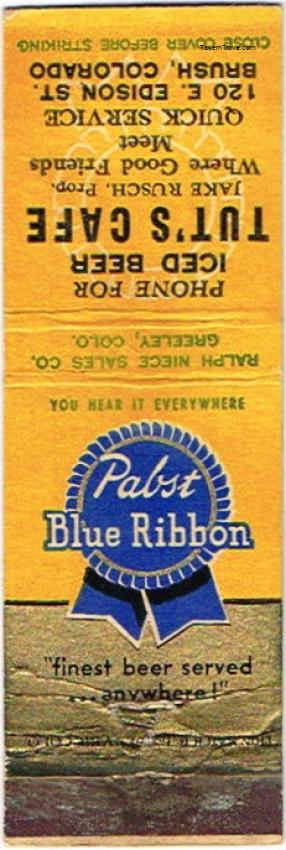 TavernTrove.com
CLOSE COVER BEFORE STRIKING
PHONE FOR
ICED BEER
TUT'S CAFE
JAKE RUSCH, Prop.
Where Good Friends
Meet
QUICK SERVICE
120 E. EDISON ST.
BRUSH, COLORADO
RALPH NIECE SALES CO.
GREELEY, COLO.
YOU HEAR IT EVERYWHERE
Pabst
Blue Ribbon
"finest beer served
...anywhere!"